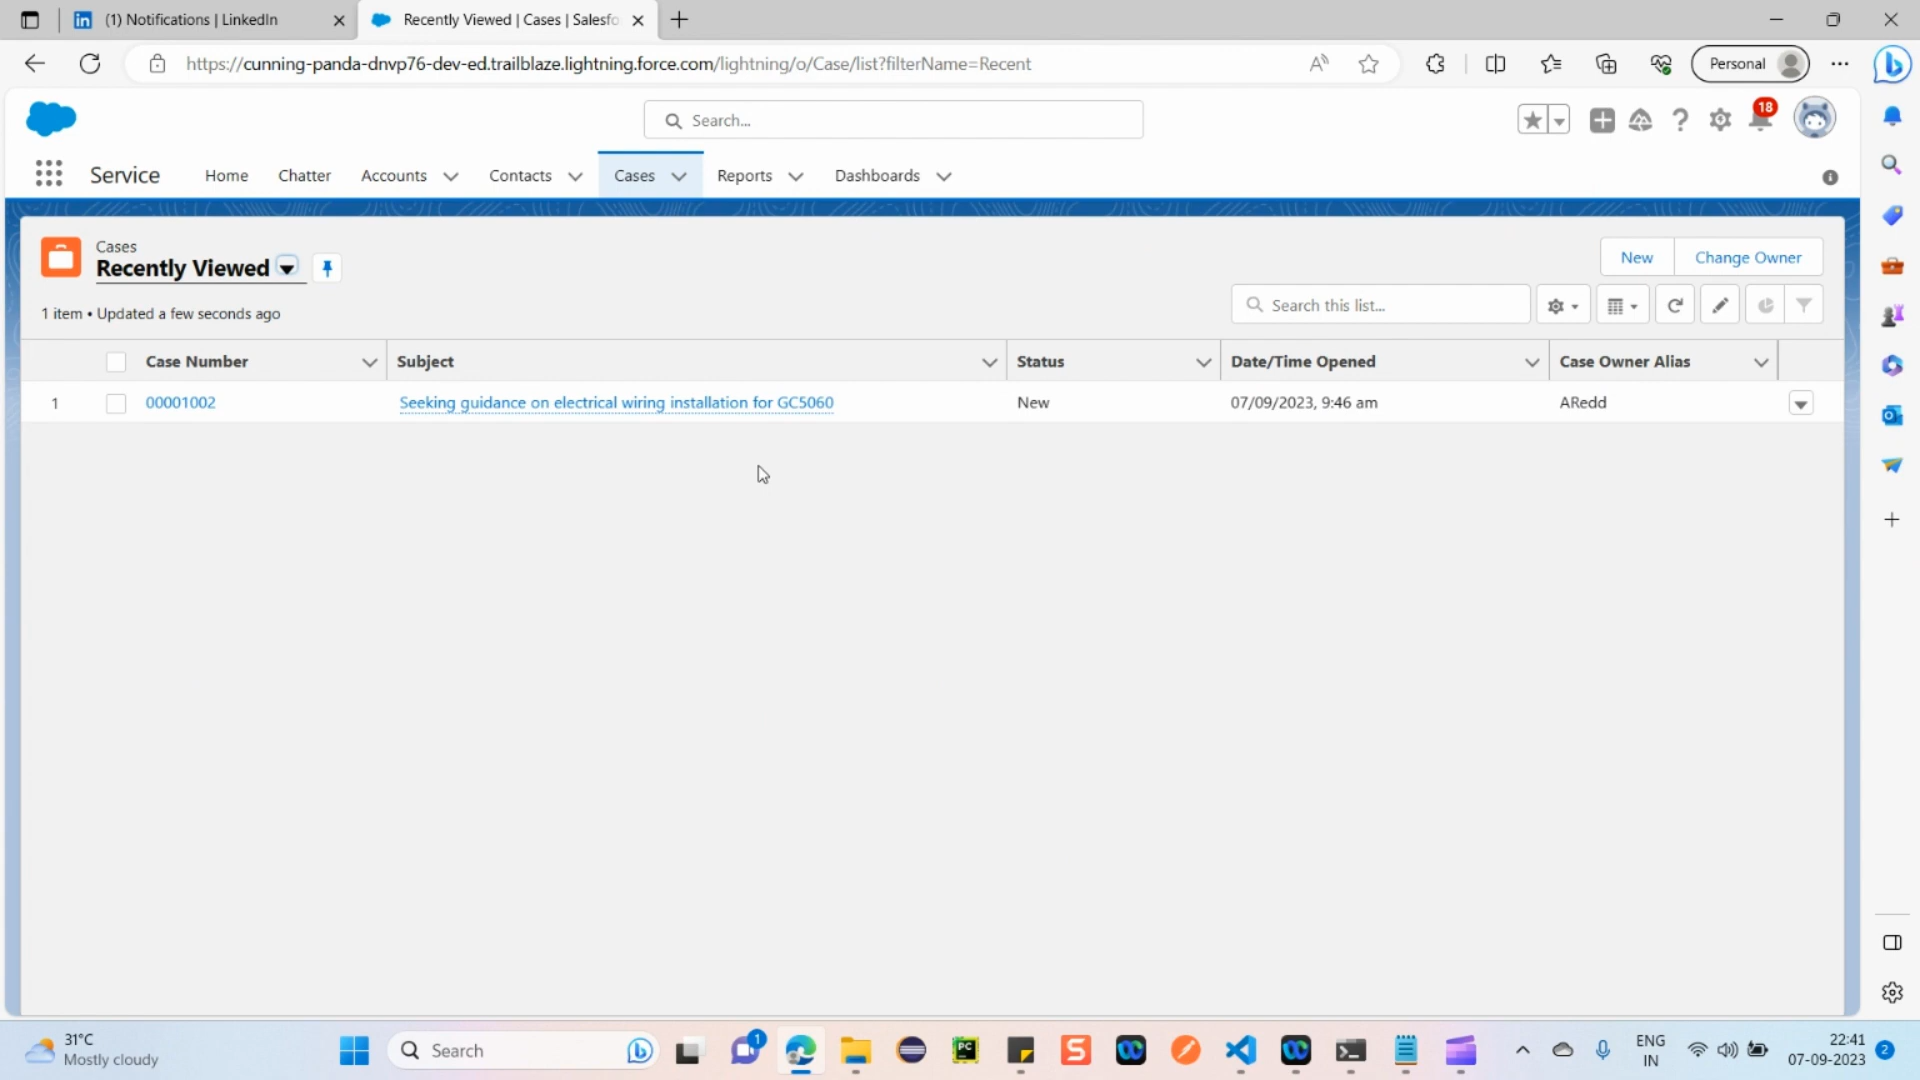 (1) Notifications | LinkedIn
Recently Viewed | Cases | Salesfo
https://cunning-panda-dnvp76-dev-ed.trailblaze.lightning.force.com/lightning/o/Case/list?filterName=Recent
Personal
Search...
18
Service
Home
Chatter
Accounts
Contacts
Cases
Reports
Dashboards
Cases
Recently Viewed
New
Change Owner
1 item • Updated a few seconds ago
Search this list...
Case Number
Subject
Status
Date/Time Opened
Case Owner Alias
1
00001002
Seeking guidance on electrical wiring installation for GC5060
New
07/09/2023, 9:46 am
ARedd
31°C
Mostly cloudy
Search
1
PC
S
ENG
IN
22:41
07-09-2023
2